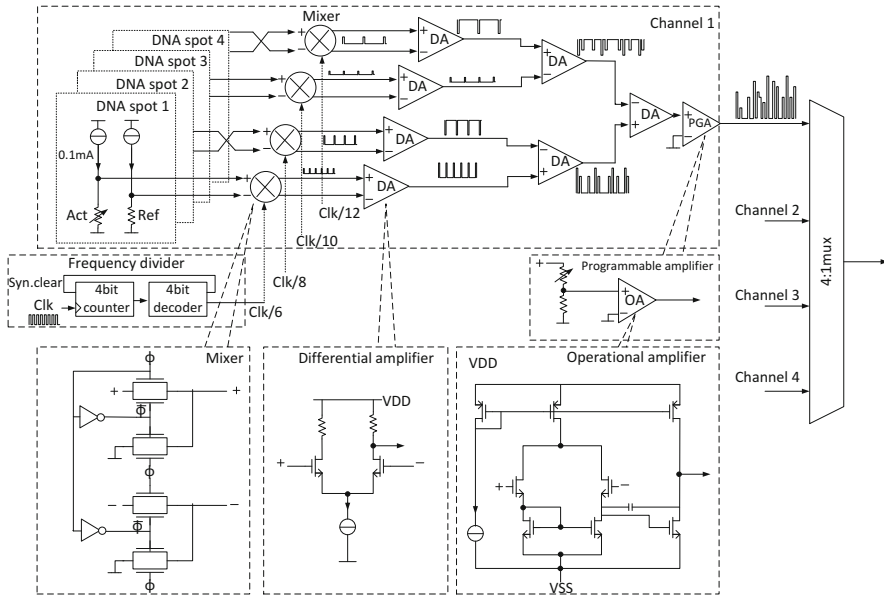 Mixer
Channel 1
DNA spot 4
DNA spot 3
DNA spot 2
DNA spot 1
0.1mA
Act
Ref
+
−
+
−
DA
+
−
DA
+
−
+
−
DA
−
+
DA
+
−
PGA
+
−
+
−
DA
−
+
DA
+
−
+
−
DA
Clk/12
Clk/10
Clk/8
Clk/6
Channel 2
Channel 3
Channel 4
4:1mux
Frequency divider
Syn.clear
Clk
4bit
counter
4bit
decoder
Programmable amplifier
+
+
−
OA
Mixer
ϕ
+
+
ϕ
ϕ
−
−
ϕ
ϕ
Differential amplifier
VDD
+
−
Operational amplifier
VDD
+
−
VSS